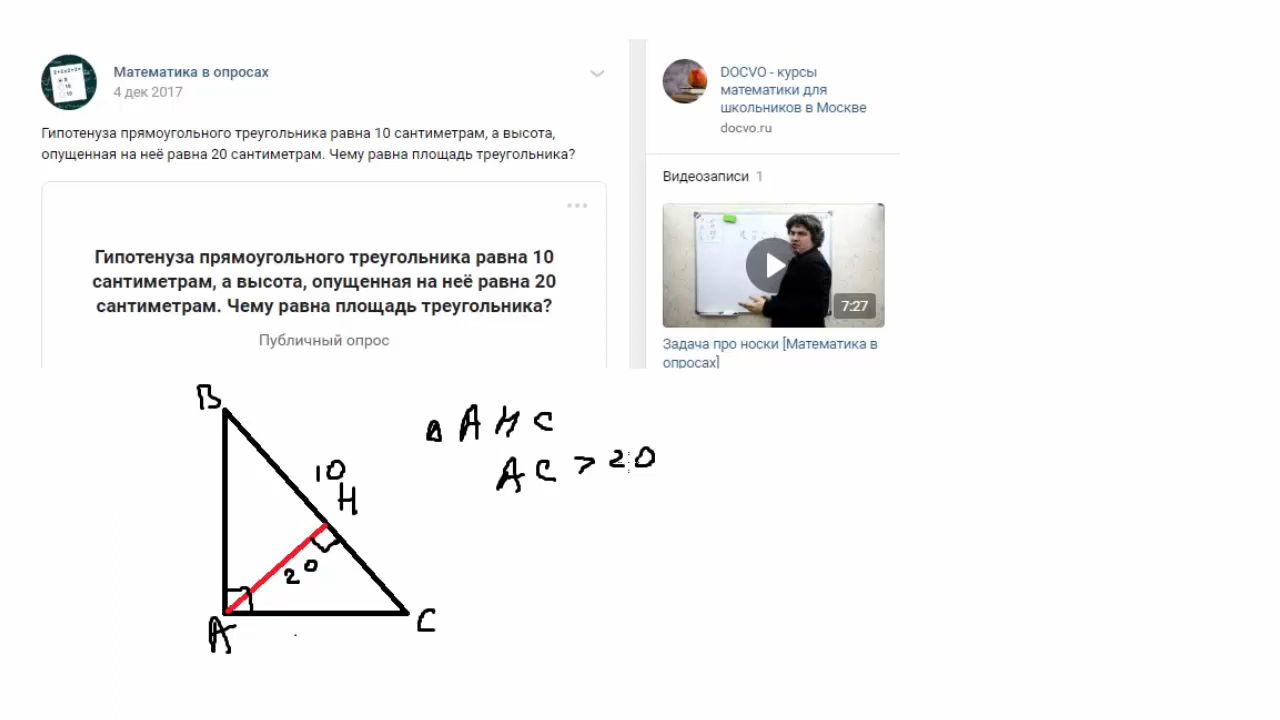 Математика в опросах
4 дек 2017
Гипотенуза прямоугольного треугольника равна 10 сантиметрам, а высота,
опущенная на неё равна 20 сантиметрам. Чему равна площадь треугольника?
Гипотенуза прямоугольного треугольника равна 10
сантиметрам, а высота, опущенная на неё равна 20
сантиметрам. Чему равна площадь треугольника?
Публичный опрос
DOCVO - курсы
математики для
школьников в Москве
docvo.ru
Видеозаписи 1
7:27
Задача про носки [Математика в
опросах]
B
10
H
20
A
C
Δ AHC
AC > 20